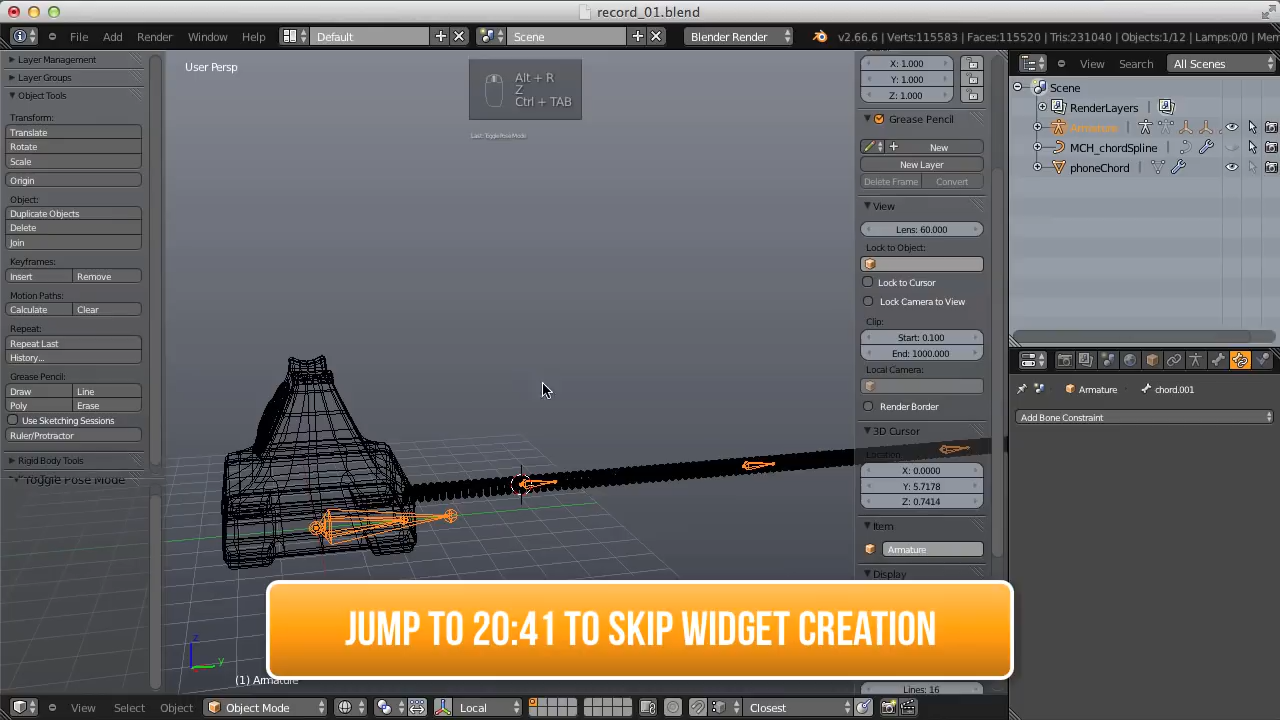 record_01.blend
File Add Render Window Help Default Scene Blender Render v2.66.6 | Verts:115583 | Faces:115520 | Tris:231040 | Objects:1/12 | Lamps:0/0 | Mem
Layer Management
Layer Groups
Object Tools
Transform:
Translate
Rotate
Scale
Origin
Object:
Duplicate Objects
Delete
Join
Keyframes:
Insert Remove
Motion Paths:
Calculate Clear
Repeat:
Repeat Last
History...
Grease Pencil:
Draw Line
Poly Erase
Use Sketching Sessions
Ruler/Protractor
Rigid Body Tools
Toggle Pose Mode
User Persp
Alt + R
Z
Ctrl + TAB
Last: Toggle Pose Mode
z
y
(1) Armature
X: 1.000
Y: 1.000
Z: 1.000
Grease Pencil
New
New Layer
Delete Frame Convert
View
Lens: 60.000
Lock to Object:
Lock to Cursor
Lock Camera to View
Clip:
Start: 0.100
End: 1000.000
Local Camera:
Render Border
3D Cursor
Location:
X: 0.0000
Y: 5.7178
Z: 0.7414
Item
Armature
Display
Lines: 16
View Search All Scenes
Scene
RenderLayers
Armature
MCH_chordSpline
phoneChord
Armature chord.001
Add Bone Constraint
JUMP TO 20:41 TO SKIP WIDGET CREATION
View Select Object Object Mode Local Closest